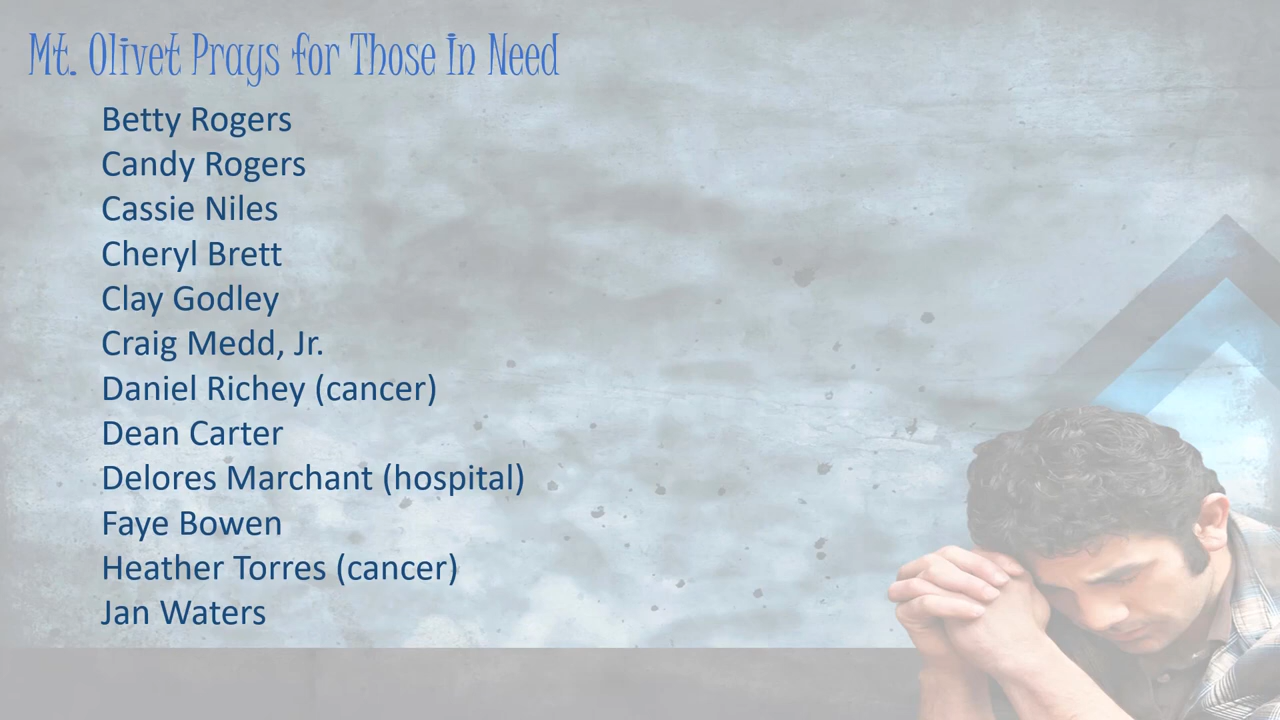 Mt. Olivet Prays for Those In Need
Betty Rogers
Candy Rogers
Cassie Niles
Cheryl Brett
Clay Godley
Craig Medd, Jr.
Daniel Richey (cancer)
Dean Carter
Delores Marchant (hospital)
Faye Bowen
Heather Torres (cancer)
Jan Waters